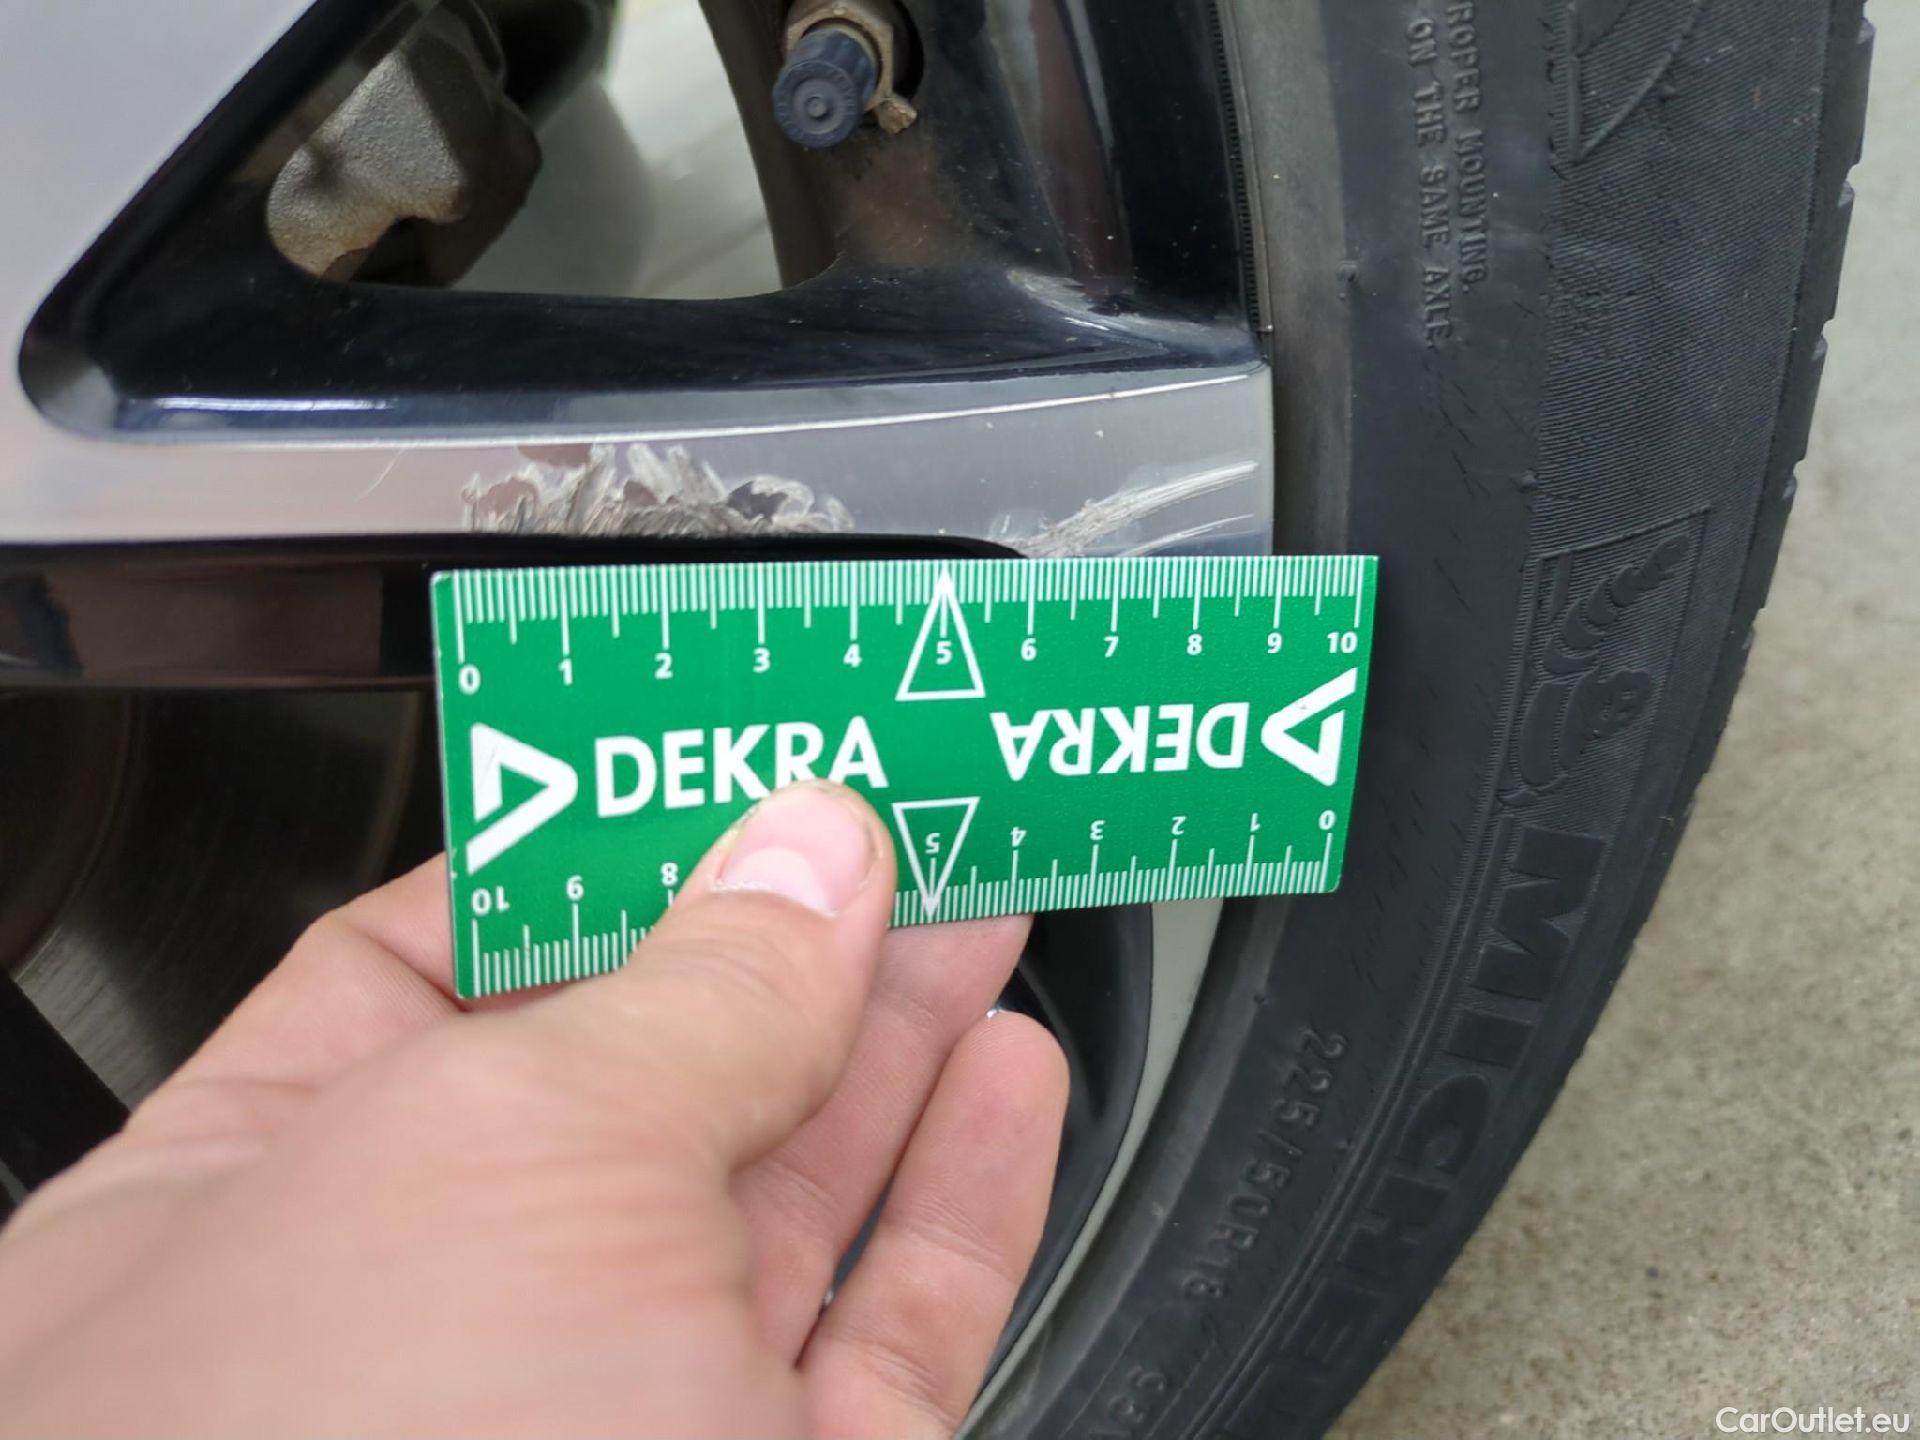 ROPER MOUNTING.
ON THE SAME AXLE.
0 1 2 3 4 5 6 7 8 9 10
DEKRA
DEKRA
10 9 8 5 4 3 2 1 0
MICHELIN
225/50R18
CarOutlet.eu